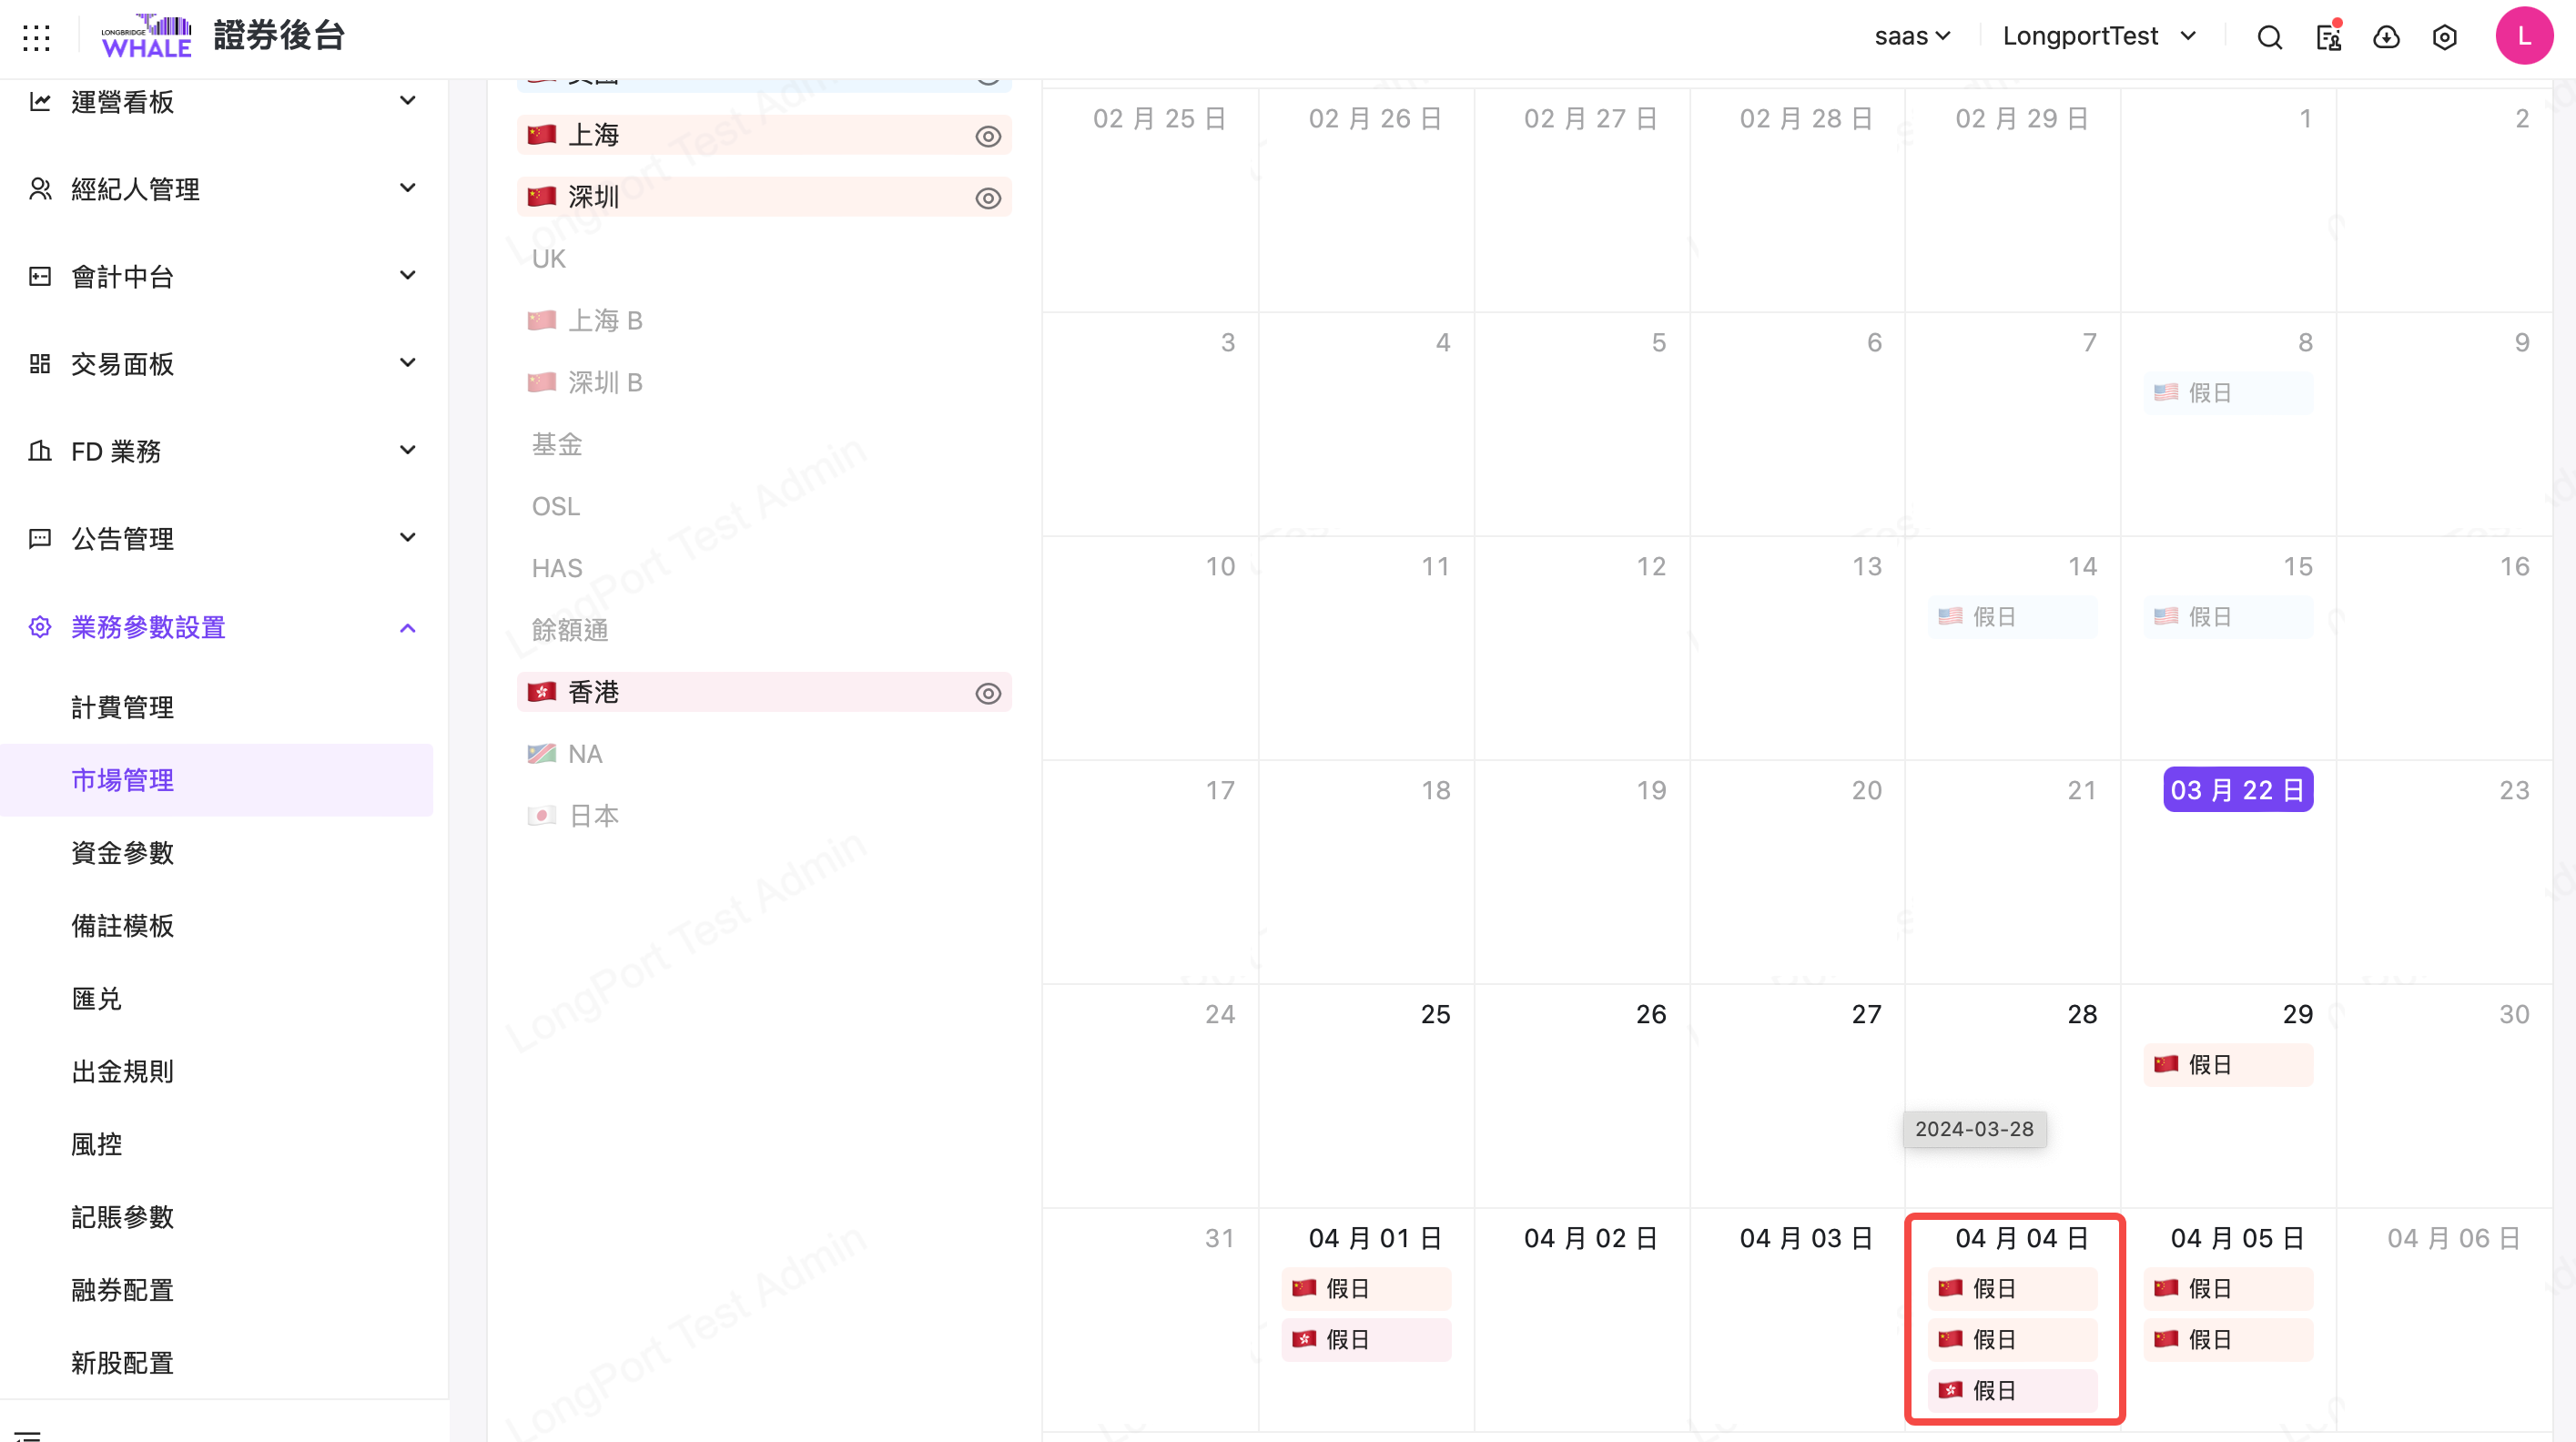 LONGBRIDGE
WHALE
證券後台
saas
LongportTest
L
運營看板
經紀人管理
會計中台
交易面板
FD 業務
公告管理
業務參數設置
計費管理
市場管理
資金參數
備註模板
匯兑
出金規則
風控
記賬參數
融券配置
新股配置
上海
深圳
UK
上海 B
深圳 B
基金
OSL
HAS
餘額通
香港
NA
日本
LongPort Test Admin
LongPort Test Admin
LongPort Test Admin
LongPort Test Admin
02 月 25 日
02 月 26 日
02 月 27 日
02 月 28 日
02 月 29 日
1
2
3
4
5
6
7
8
9
假日
10
11
12
13
14
15
16
假日
假日
17
18
19
20
21
03 月 22 日
23
24
25
26
27
28
29
30
假日
2024-03-28
31
04 月 01 日
04 月 02 日
04 月 03 日
04 月 04 日
04 月 05 日
04 月 06 日
假日
假日
假日
假日
假日
假日
假日